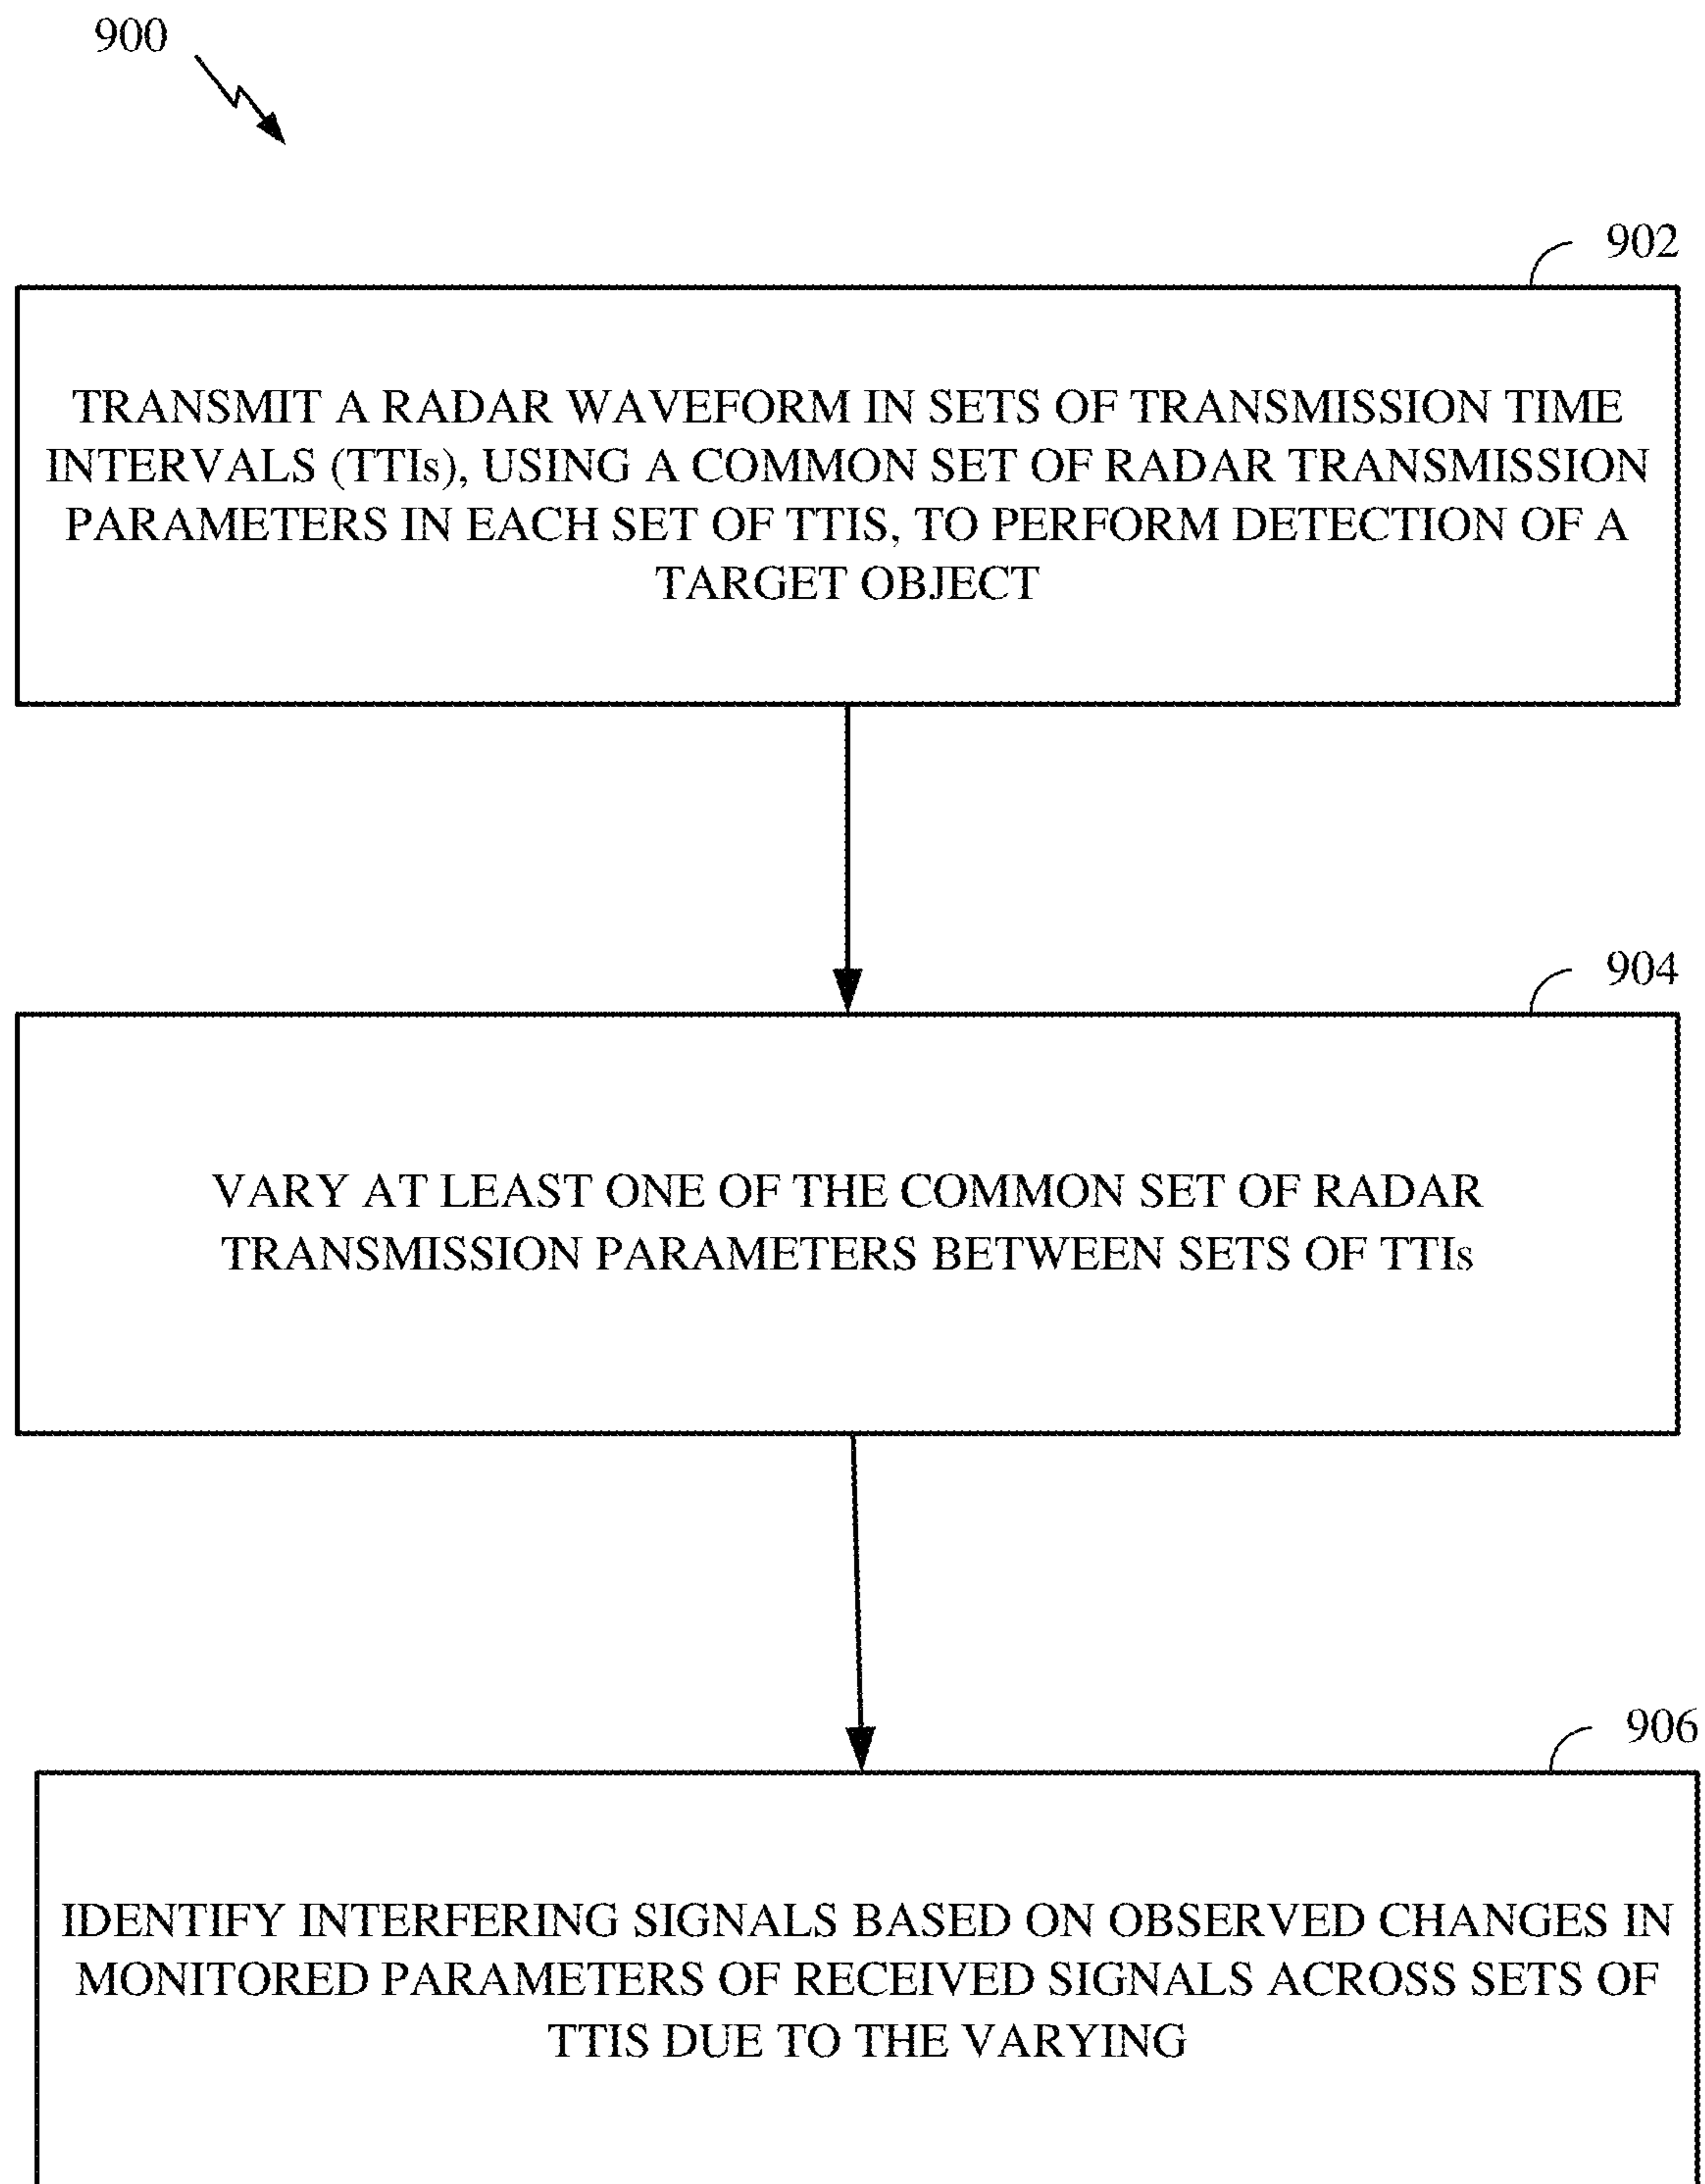 900
902
TRANSMIT A RADAR WAVEFORM IN SETS OF TRANSMISSION TIME
INTERVALS (TTIs), USING A COMMON SET OF RADAR TRANSMISSION
PARAMETERS IN EACH SET OF TTIS, TO PERFORM DETECTION OF A
TARGET OBJECT
904
VARY AT LEAST ONE OF THE COMMON SET OF RADAR
TRANSMISSION PARAMETERS BETWEEN SETS OF TTIs
906
IDENTIFY INTERFERING SIGNALS BASED ON OBSERVED CHANGES IN
MONITORED PARAMETERS OF RECEIVED SIGNALS ACROSS SETS OF
TTIS DUE TO THE VARYING